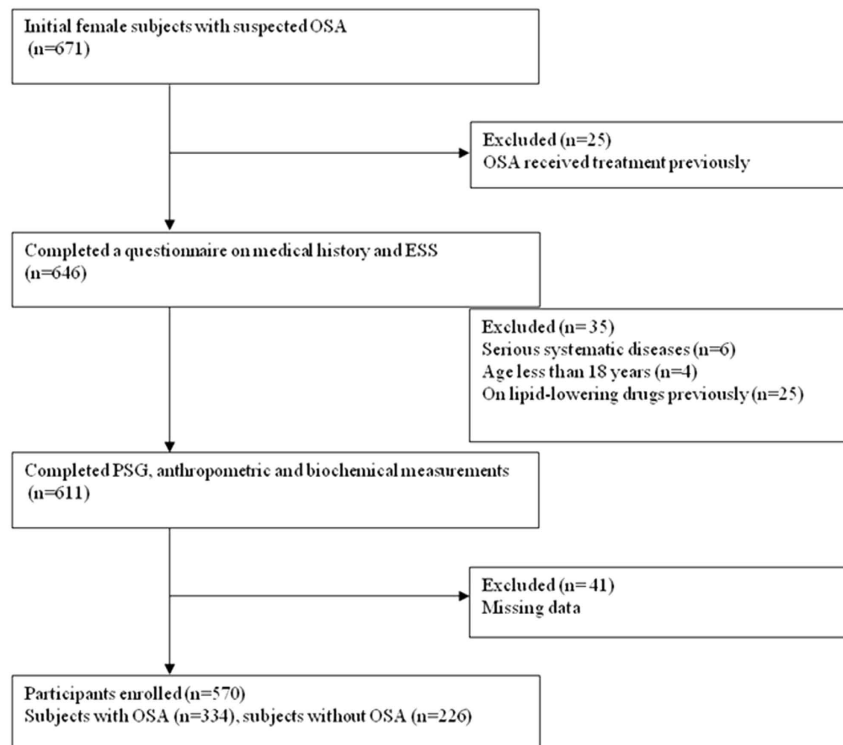 Initial female subjects with suspected OSA
(n=671)
Excluded (n=25)
OSA received treatment previously
Completed a questionnaire on medical history and ESS
(n=646)
Excluded (n=35)
Serious systematic diseases (n=6)
Age less than 18 years (n=4)
On lipid-lowering drugs previously (n=25)
Completed PSG, anthropometric and biochemical measurements
(n=611)
Excluded (n=41)
Missing data
Participants enrolled (n=570)
Subjects with OSA (n=334), subjects without OSA (n=226)